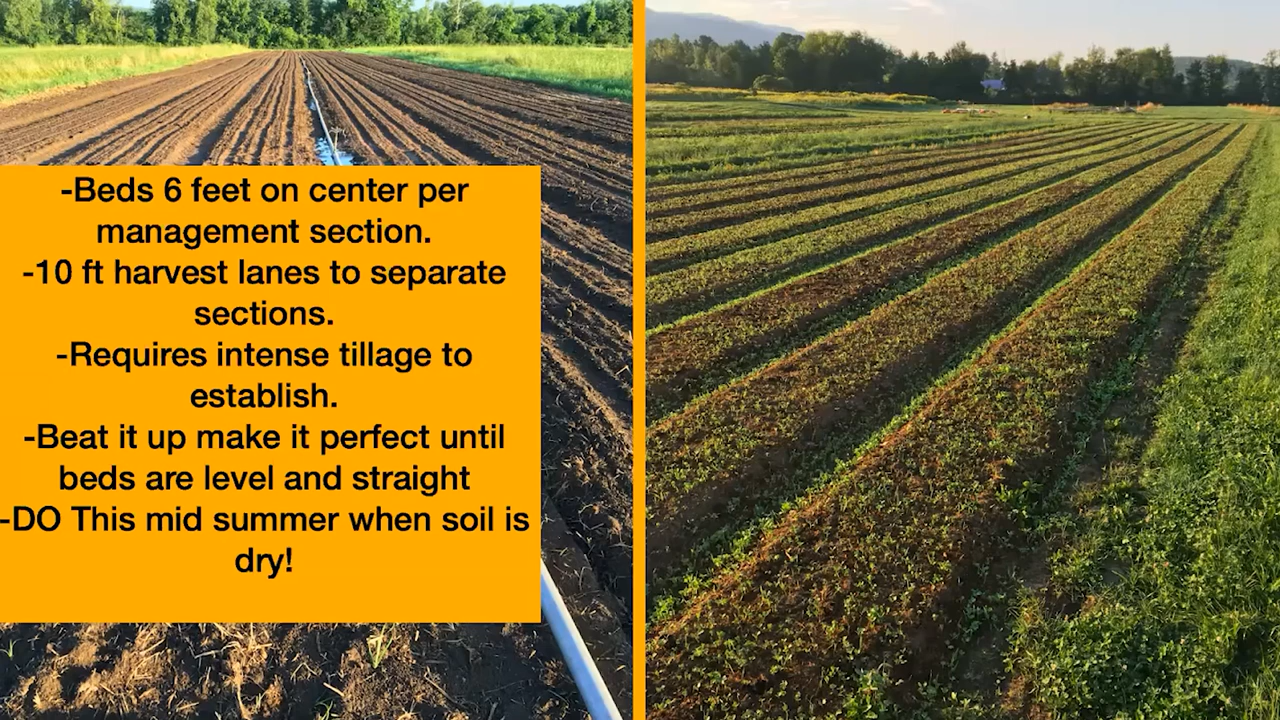 -Beds 6 feet on center per
management section.
-10 ft harvest lanes to separate
sections.
-Requires intense tillage to
establish.
-Beat it up make it perfect until
beds are level and straight
-DO This mid summer when soil is
dry!